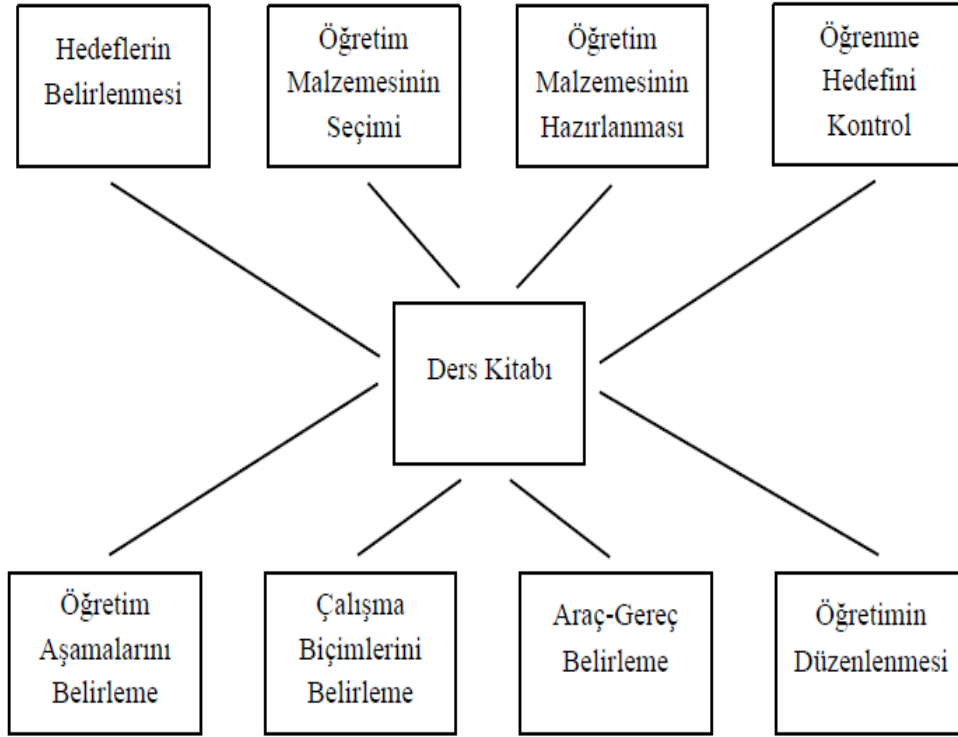 Hedeflerin
Belirlenmesi
Öğretim
Malzemesinin
Seçimi
Öğretim
Malzemesinin
Hazırlanması
Öğrenme
Hedefini
Kontrol
Ders Kitabı
Öğretim
Aşamalarını
Belirleme
Çalışma
Biçimlerini
Belirleme
Araç-Gereç
Belirleme
Öğretimin
Düzenlenmesi